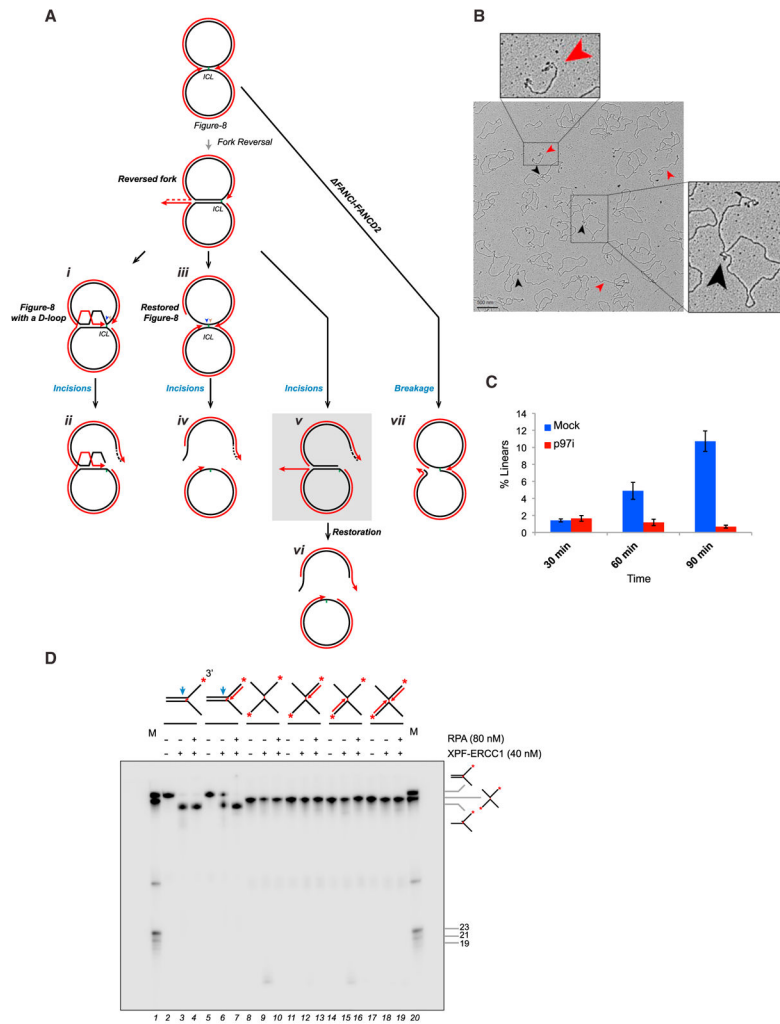 A
ICL
Figure-8
Fork Reversal
Reversed fork
ICL
ΔFANCI-FANCD2
i
iii
Figure-8
with a D-loop
Restored
Figure-8
ICL
ICL
Incisions
Incisions
Incisions
Breakage
ii
iv
v
vii
Restoration
vi
B
500 nm
C
Mock
p97i
% Linears
14
12
10
8
6
4
2
0
30 min
60 min
90 min
Time
D
3'
* * * * * *
* * * *
M
M
- - + - - + - - + - - + - - + - - + RPA (80 nM)
- + + - + + - + + - + + - + + - + + XPF-ERCC1 (40 nM)
23
21
19
1 2 3 4 5 6 7 8 9 10 11 12 13 14 15 16 17 18 19 20